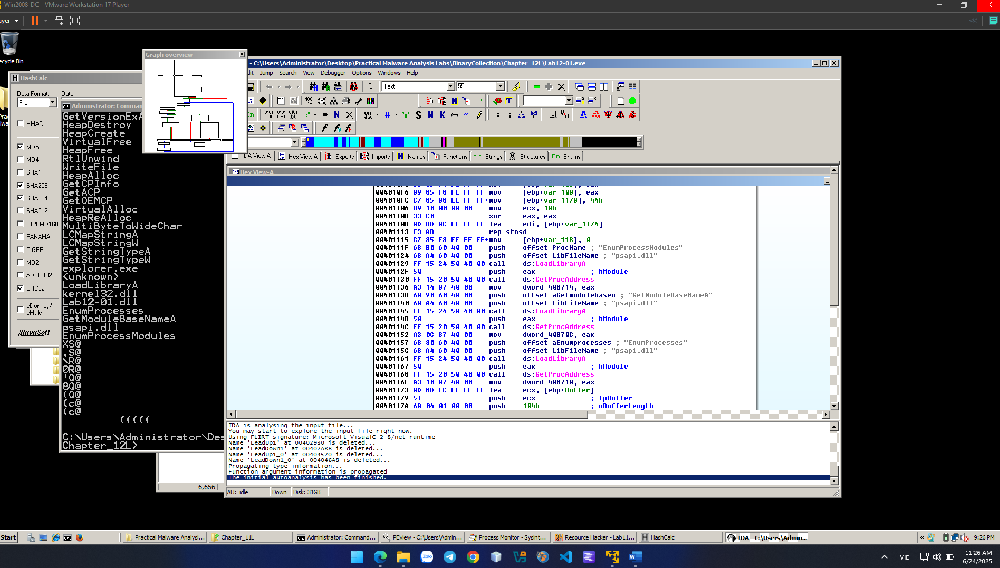 Win2008-DC - VMware Workstation 17 Player
ayer
ecycle Bin
Graph overview
HashCalc
Data Format:
Data:
File
HMAC
MD5
MD4
SHA1
SHA256
SHA384
SHA512
RIPEMD160
PANAMA
TIGER
MD2
ADLER32
CRC32
eDonkey/
eMule
SlavaSoft
Administrator: Comman
GetVersionExA
HeapDestroy
HeapCreate
VirtualFree
HeapFree
RtlUnwind
WriteFile
HeapAlloc
GetCPInfo
GetACP
GetOEMCP
VirtualAlloc
HeapReAlloc
MultiByteToWideChar
LCMapStringA
LCMapStringW
GetStringTypeA
GetStringTypeW
explorer.exe
<unknown>
LoadLibraryA
kernel32.dll
Lab12-01.dll
EnumProcesses
GetModuleBaseNameA
psapi.dll
EnumProcessModules
XS@
,S@
\R@
0R@
'Q@
8Q@
(Q@
(c@
(c@
(((((
C:\Users\Administrator\Des
Chapter_12L>
6,656
- C:\Users\Administrator\Desktop\Practical Malware Analysis Labs\BinaryCollection\Chapter_12L\Lab12-01.exe
dit Jump Search View Debugger Options Windows Help
Text
55
IDA View-A Hex View-A Exports Imports Names Functions Strings Structures En Enums
Hex View-A
004010F6 89 85 F8 FE FF FF mov [ebp+var_108], eax
004010FC C7 85 88 EE FF FF+mov [ebp+var_1178], 44h
00401106 B9 10 00 00 00 mov ecx, 10h
0040110B 33 C0 xor eax, eax
0040110D 8D BD 8C EE FF FF lea edi, [ebp+var_1174]
00401113 F3 AB rep stosd
00401115 C7 85 E8 FE FF FF+mov [ebp+var_118], 0
0040111F 68 B0 60 40 00 push offset ProcName ; "EnumProcessModules"
00401124 68 A4 60 40 00 push offset LibFileName ; "psapi.dll"
00401129 FF 15 24 50 40 00 call ds:LoadLibraryA
0040112F 50 push eax ; hModule
00401130 FF 15 20 50 40 00 call ds:GetProcAddress
00401136 A3 14 87 40 00 mov dword_408714, eax
0040113B 68 90 60 40 00 push offset aGetmodulebasen ; "GetModuleBaseNameA"
00401140 68 A4 60 40 00 push offset LibFileName ; "psapi.dll"
00401145 FF 15 24 50 40 00 call ds:LoadLibraryA
0040114B 50 push eax ; hModule
0040114C FF 15 20 50 40 00 call ds:GetProcAddress
00401152 A3 0C 87 40 00 mov dword_40870C, eax
00401157 68 80 60 40 00 push offset aEnumprocesses ; "EnumProcesses"
0040115C 68 A4 60 40 00 push offset LibFileName ; "psapi.dll"
00401161 FF 15 24 50 40 00 call ds:LoadLibraryA
00401167 50 push eax ; hModule
00401168 FF 15 20 50 40 00 call ds:GetProcAddress
0040116E A3 10 87 40 00 mov dword_408710, eax
00401173 8D 8D FC FE FF FF lea ecx, [ebp+Buffer]
00401179 51 push ecx ; lpBuffer
0040117A 68 04 01 00 00 push 104h ; nBufferLength
IDA is analysing the input file...
You may start to explore the input file right now.
Using FLIRT signature: Microsoft VisualC 2-8/net runtime
Name 'LeadUp1' at 00402930 is deleted...
Name 'LeadDown1' at 00402AB8 is deleted...
Name 'LeadUp1_0' at 00404520 is deleted...
Name 'LeadDown1_0' at 004046A8 is deleted...
Propagating type information...
Function argument information is propagated
The initial autoanalysis has been finished.
AU: idle Down Disk: 31GB
Start
Practical Malware Analysi...
Chapter_11L
Administrator: Command...
PEview - C:\Users\Admin...
Process Monitor - Sysint...
Resource Hacker - Lab11...
HashCalc
IDA - C:\Users\Admin...
9:26 PM
Zalo
VIE
11:26 AM
6/24/2025